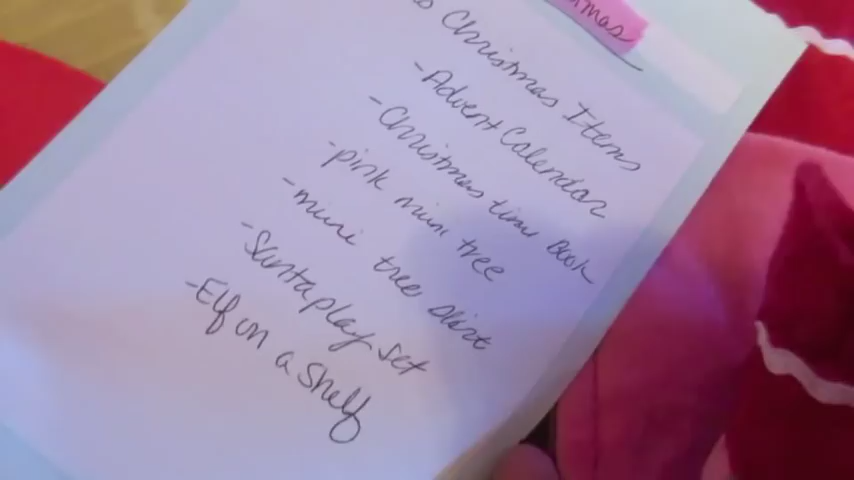 mas
Christmas Items
-Advent Calendar
-Christmas time Book
-pink mini tree
-mini tree skirt
-Santa play set
-Elf on a Shelf